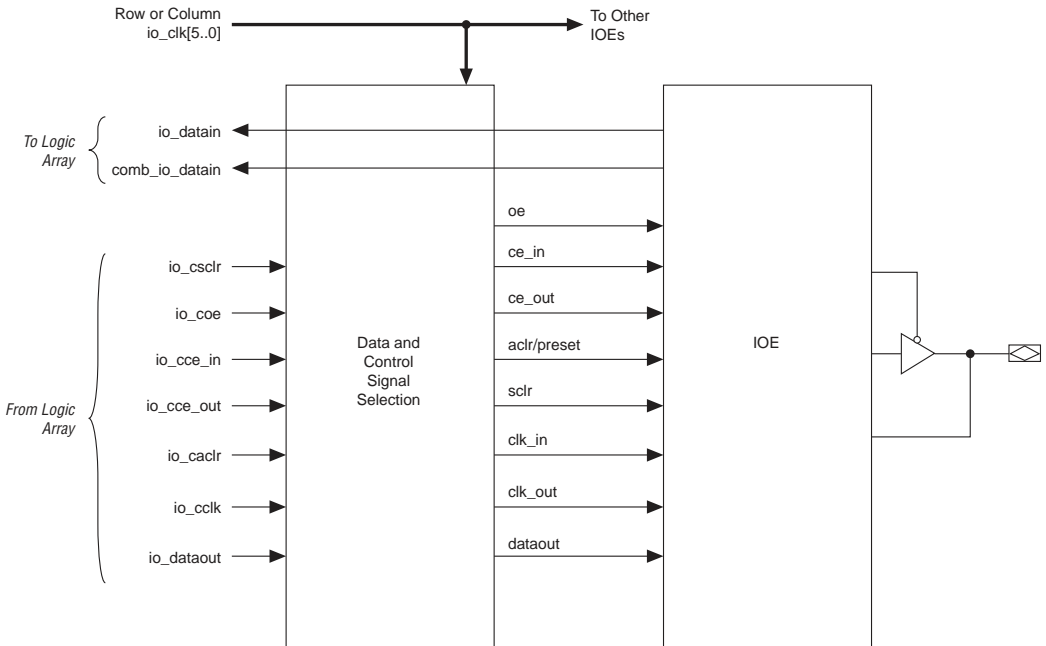 Row or Column
io_clk[5..0]
To Other
IOEs
To Logic
Array
io_datain
comb_io_datain
From Logic
Array
io_csclr
io_coe
io_cce_in
io_cce_out
io_caclr
io_cclk
io_dataout
Data and
Control
Signal
Selection
oe
ce_in
ce_out
aclr/preset
sclr
clk_in
clk_out
dataout
IOE